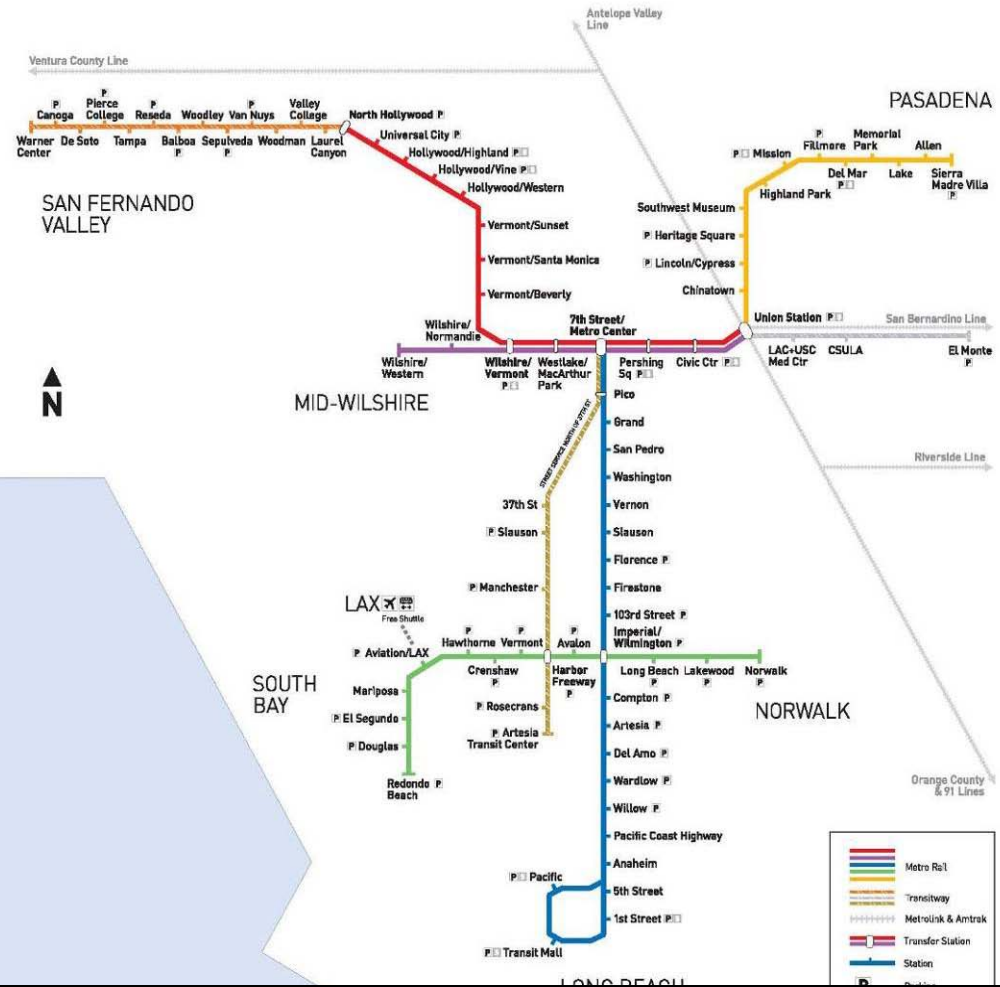 Antelope Valley
Line
Ventura County Line
PASADENA
P
Canoga
P
Pierce
College
P
Reseda
Woodley
P
Van Nuys
Valley
College
North Hollywood P
Warner
Center
De Soto
Tampa
Balboa
P
Sepulveda
P
Woodman
Laurel
Canyon
Universal City P
Hollywood/Highland P
Hollywood/Vine P
Hollywood/Western
SAN FERNANDO
VALLEY
Vermont/Sunset
Vermont/Santa Monica
Vermont/Beverly
P Mission
P
Fillmore
Memorial
Park
Allen
Highland Park
Del Mar
P
Lake
Sierra
Madre Villa
P
Southwest Museum
P Heritage Square
P Lincoln/Cypress
Chinatown
Union Station P
San Bernardino Line
LAC+USC
Med Ctr
CSULA
El Monte
P
Wilshire/
Normandie
7th Street/
Metro Center
Wilshire/
Western
Wilshire/
Vermont
P
Westlake/
MacArthur
Park
Pershing
Sq P
Civic Ctr P
N
MID-WILSHIRE
STREET SERVICE NORTH OF 37TH ST
Pico
Grand
San Pedro
Washington
Vernon
Slauson
Florence P
Firestone
103rd Street P
Imperial/
Wilmington P
Riverside Line
37th St
P Slauson
P Manchester
LAX
Free Shuttle
P Aviation/LAX
P
Hawthorne
P
Vermont
P
Avalon
Crenshaw
P
Harbor
Freeway
P
Long Beach
P
Lakewood
P
Norwalk
P
SOUTH
BAY
Mariposa
P El Segundo
P Douglas
Redondo P
Beach
P Rosecrans
P Artesia
Transit Center
NORWALK
Compton P
Artesia P
Del Amo P
Wardlow P
Willow P
Pacific Coast Highway
Anaheim
5th Street
1st Street P
P Pacific
P Transit Mall
LONG BEACH
Orange County
& 91 Lines
Metro Rail
Transitway
Metrolink & Amtrak
Transfer Station
Station
P Parking